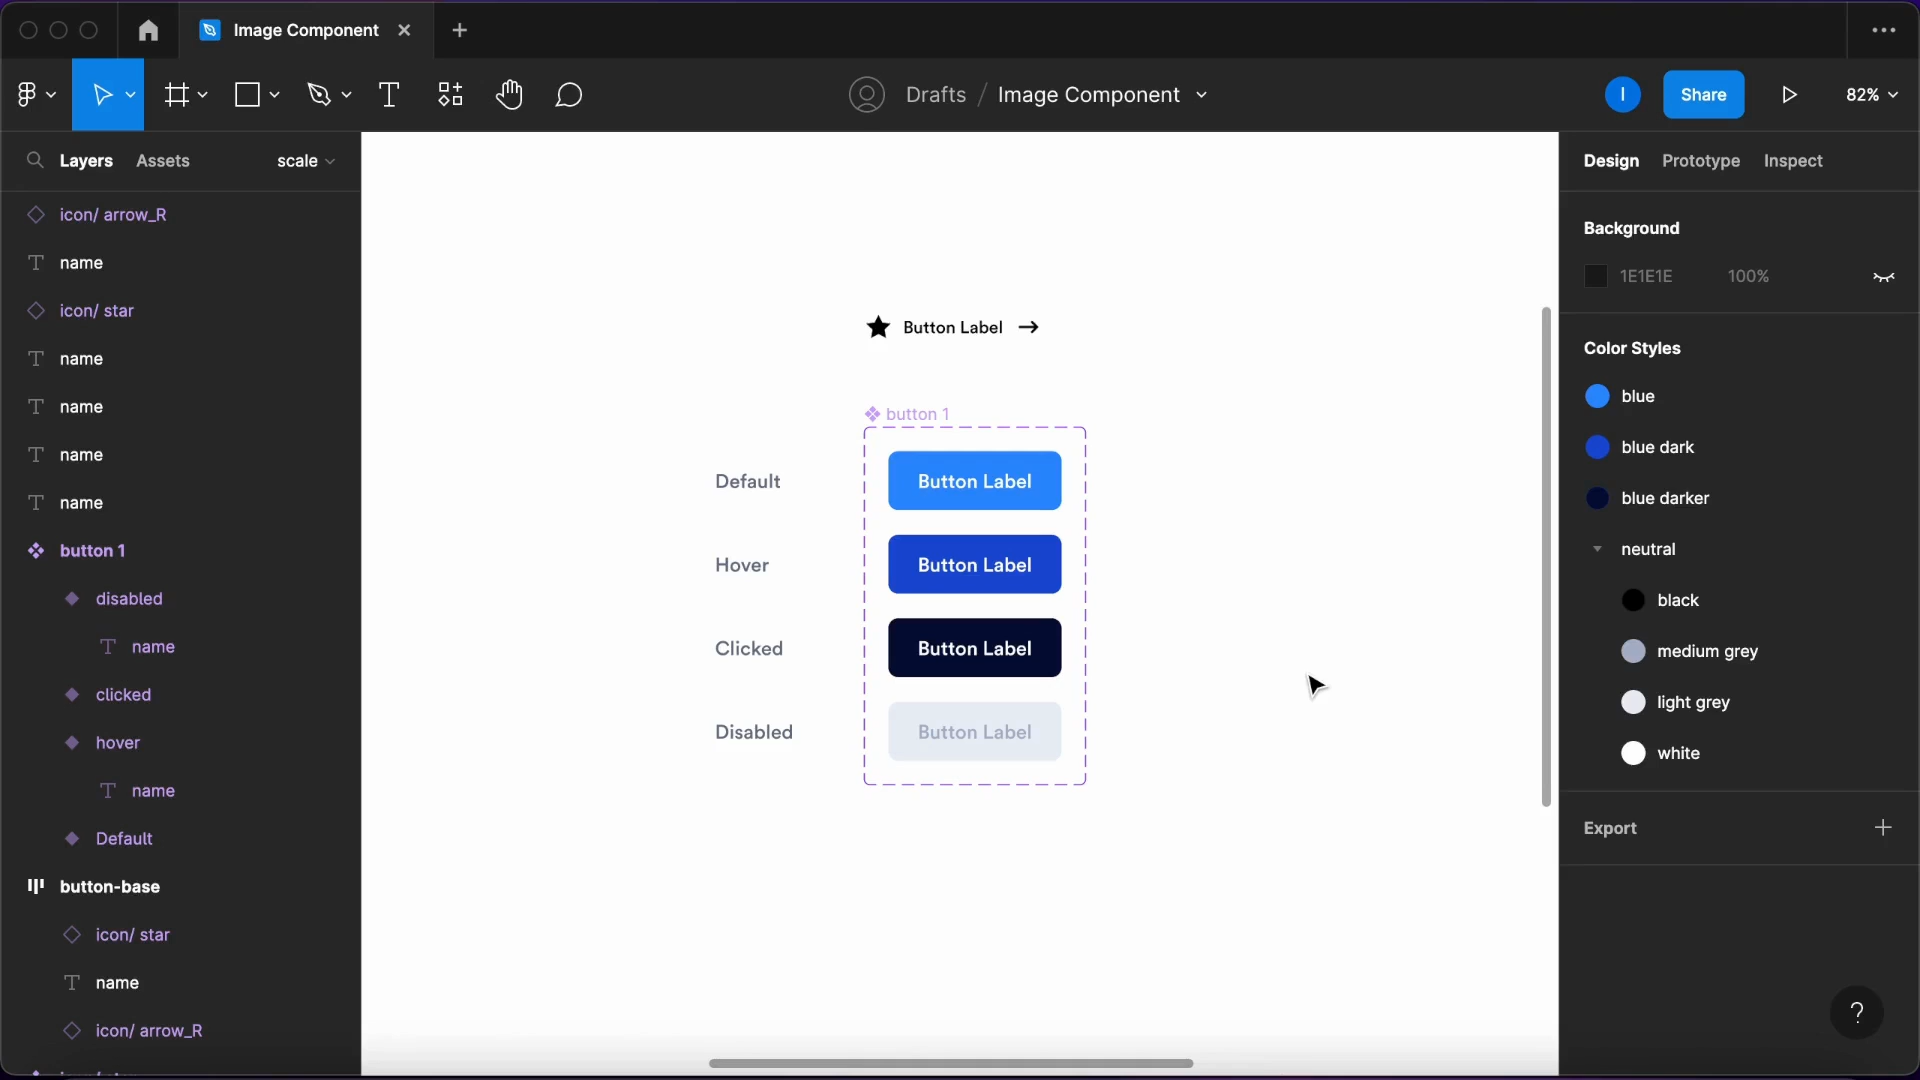 Image Component
Drafts / Image Component
I
Share
82%
Layers
Assets
scale
icon/ arrow_R
name
icon/ star
name
name
name
name
button 1
disabled
name
clicked
hover
name
Default
button-base
icon/ star
name
icon/ arrow_R
Button Label
button 1
Default
Button Label
Hover
Button Label
Clicked
Button Label
Disabled
Button Label
Design
Prototype
Inspect
Background
1E1E1E
100%
Color Styles
blue
blue dark
blue darker
neutral
black
medium grey
light grey
white
Export
?